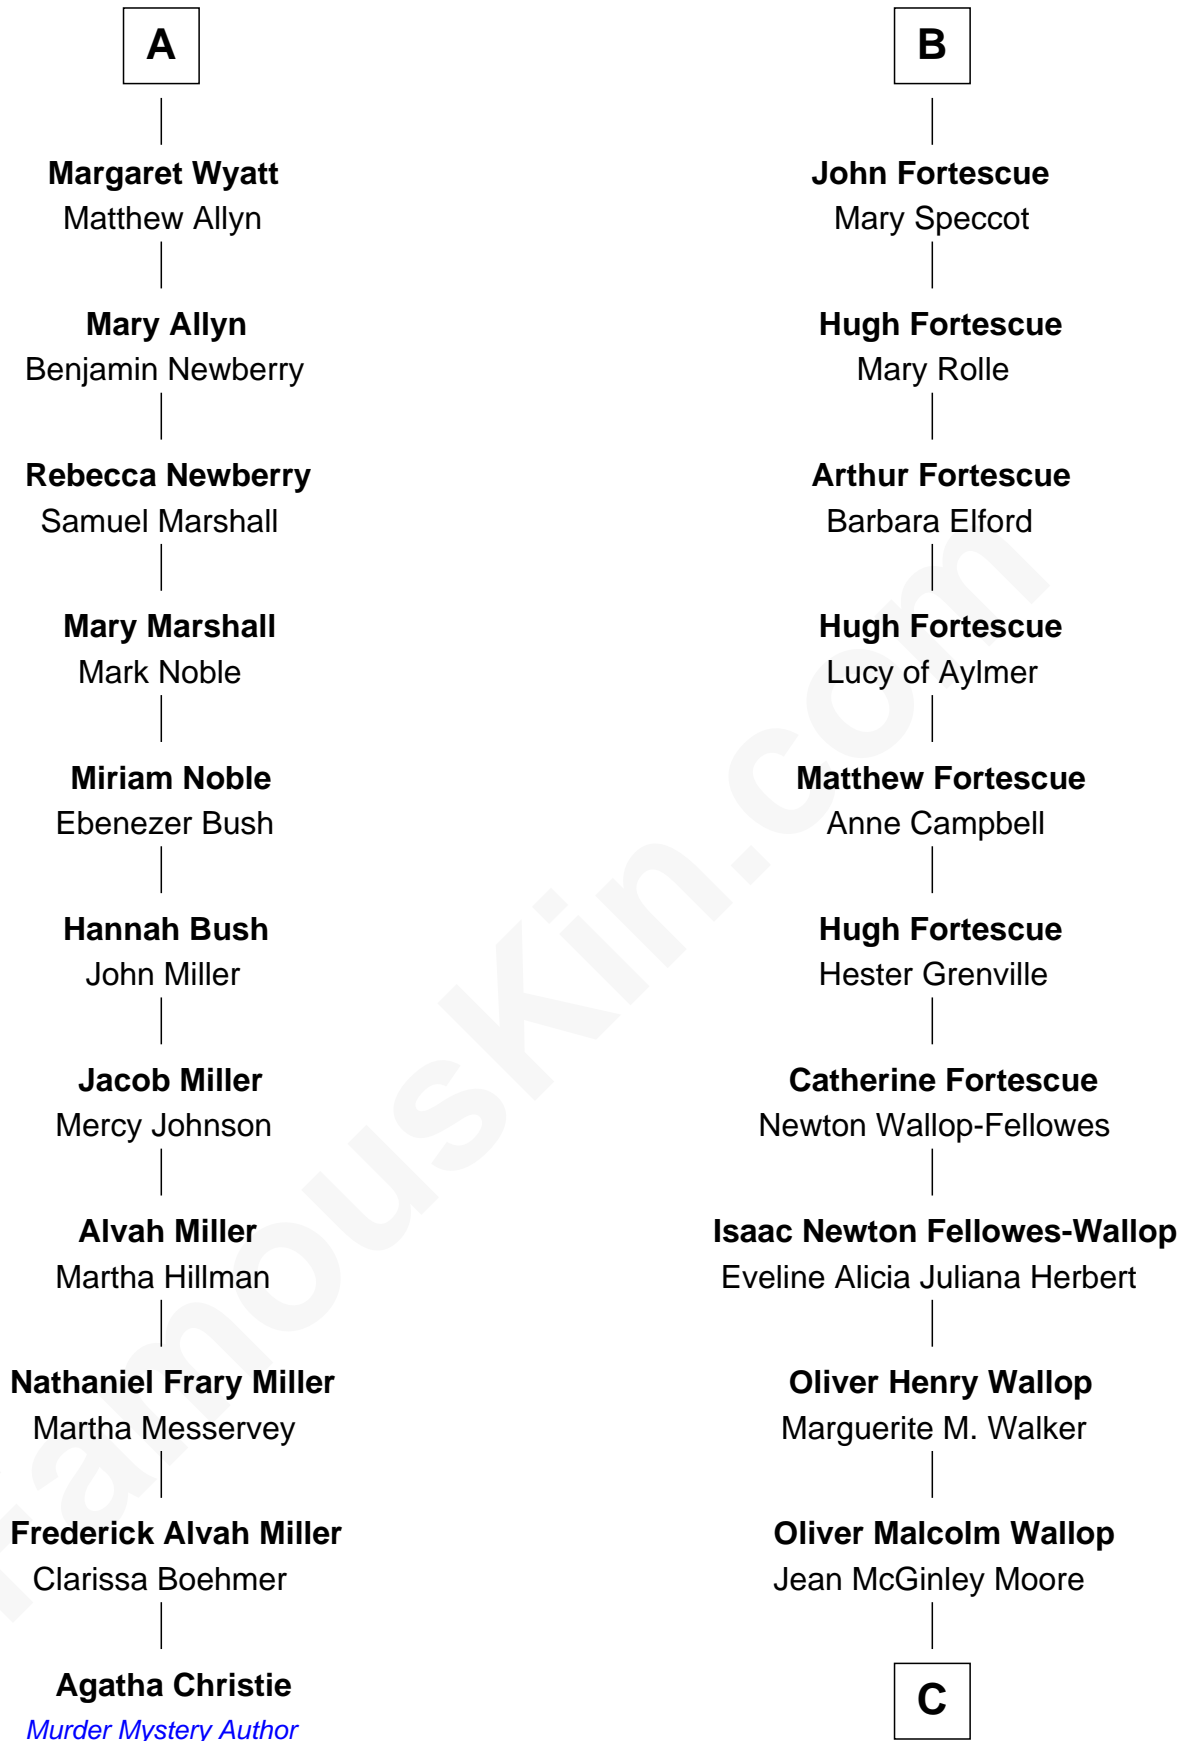 A
Margaret Wyatt
Matthew Allyn
Mary Allyn
Benjamin Newberry
Rebecca Newberry
Samuel Marshall
Mary Marshall
Mark Noble
Miriam Noble
Ebenezer Bush
Hannah Bush
John Miller
Jacob Miller
Mercy Johnson
Alvah Miller
Martha Hillman
Nathaniel Frary Miller
Martha Messervey
Frederick Alvah Miller
Clarissa Boehmer
Agatha Christie
Murder Mystery Author
B
John Fortescue
Mary Speccot
Hugh Fortescue
Mary Rolle
Arthur Fortescue
Barbara Elford
Hugh Fortescue
Lucy of Aylmer
Matthew Fortescue
Anne Campbell
Hugh Fortescue
Hester Grenville
Catherine Fortescue
Newton Wallop-Fellowes
Isaac Newton Fellowes-Wallop
Eveline Alicia Juliana Herbert
Oliver Henry Wallop
Marguerite M. Walker
Oliver Malcolm Wallop
Jean McGinley Moore
C
FamousKin.com